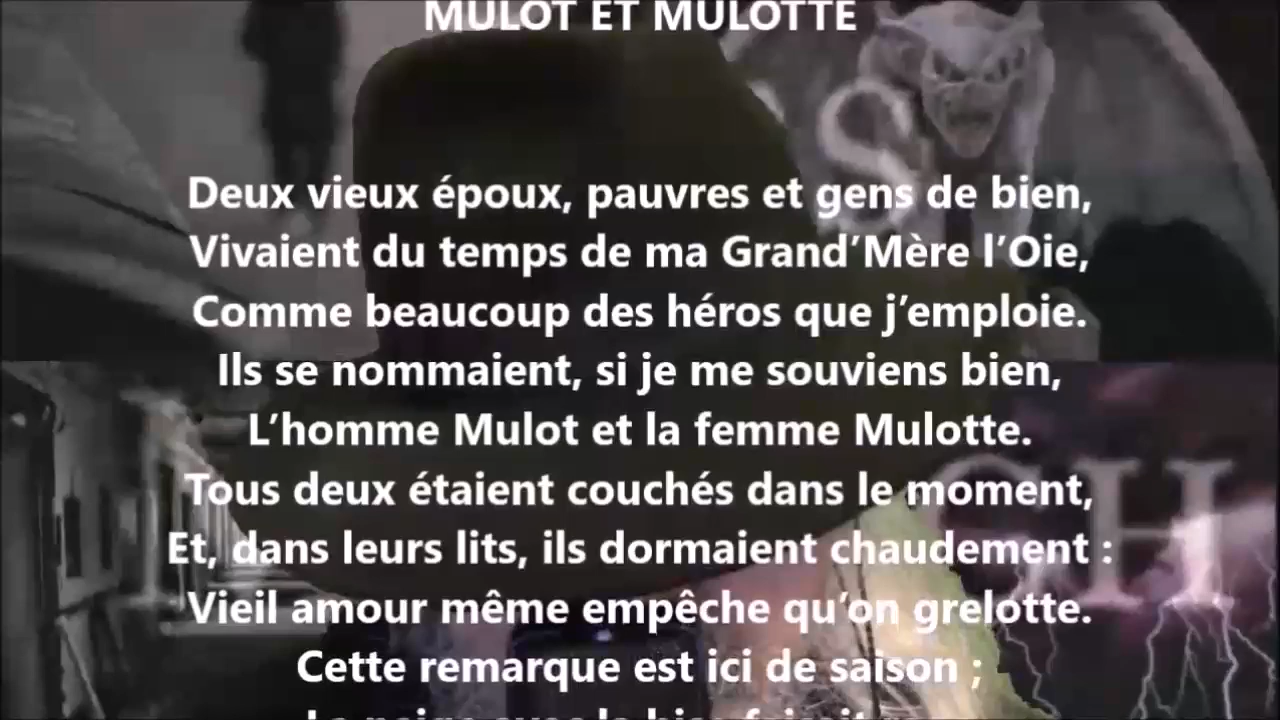 MULOT ET MULOTTE
Deux vieux époux, pauvres et gens de bien,
Vivaient du temps de ma Grand’Mère l’Oie,
Comme beaucoup des héros que j’emploie.
Ils se nommaient, si je me souviens bien,
L’homme Mulot et la femme Mulotte.
Tous deux étaient couchés dans le moment,
Et, dans leurs lits, ils dormaient chaudement :
Vieil amour même empêche qu’on grelotte.
Cette remarque est ici de saison ;